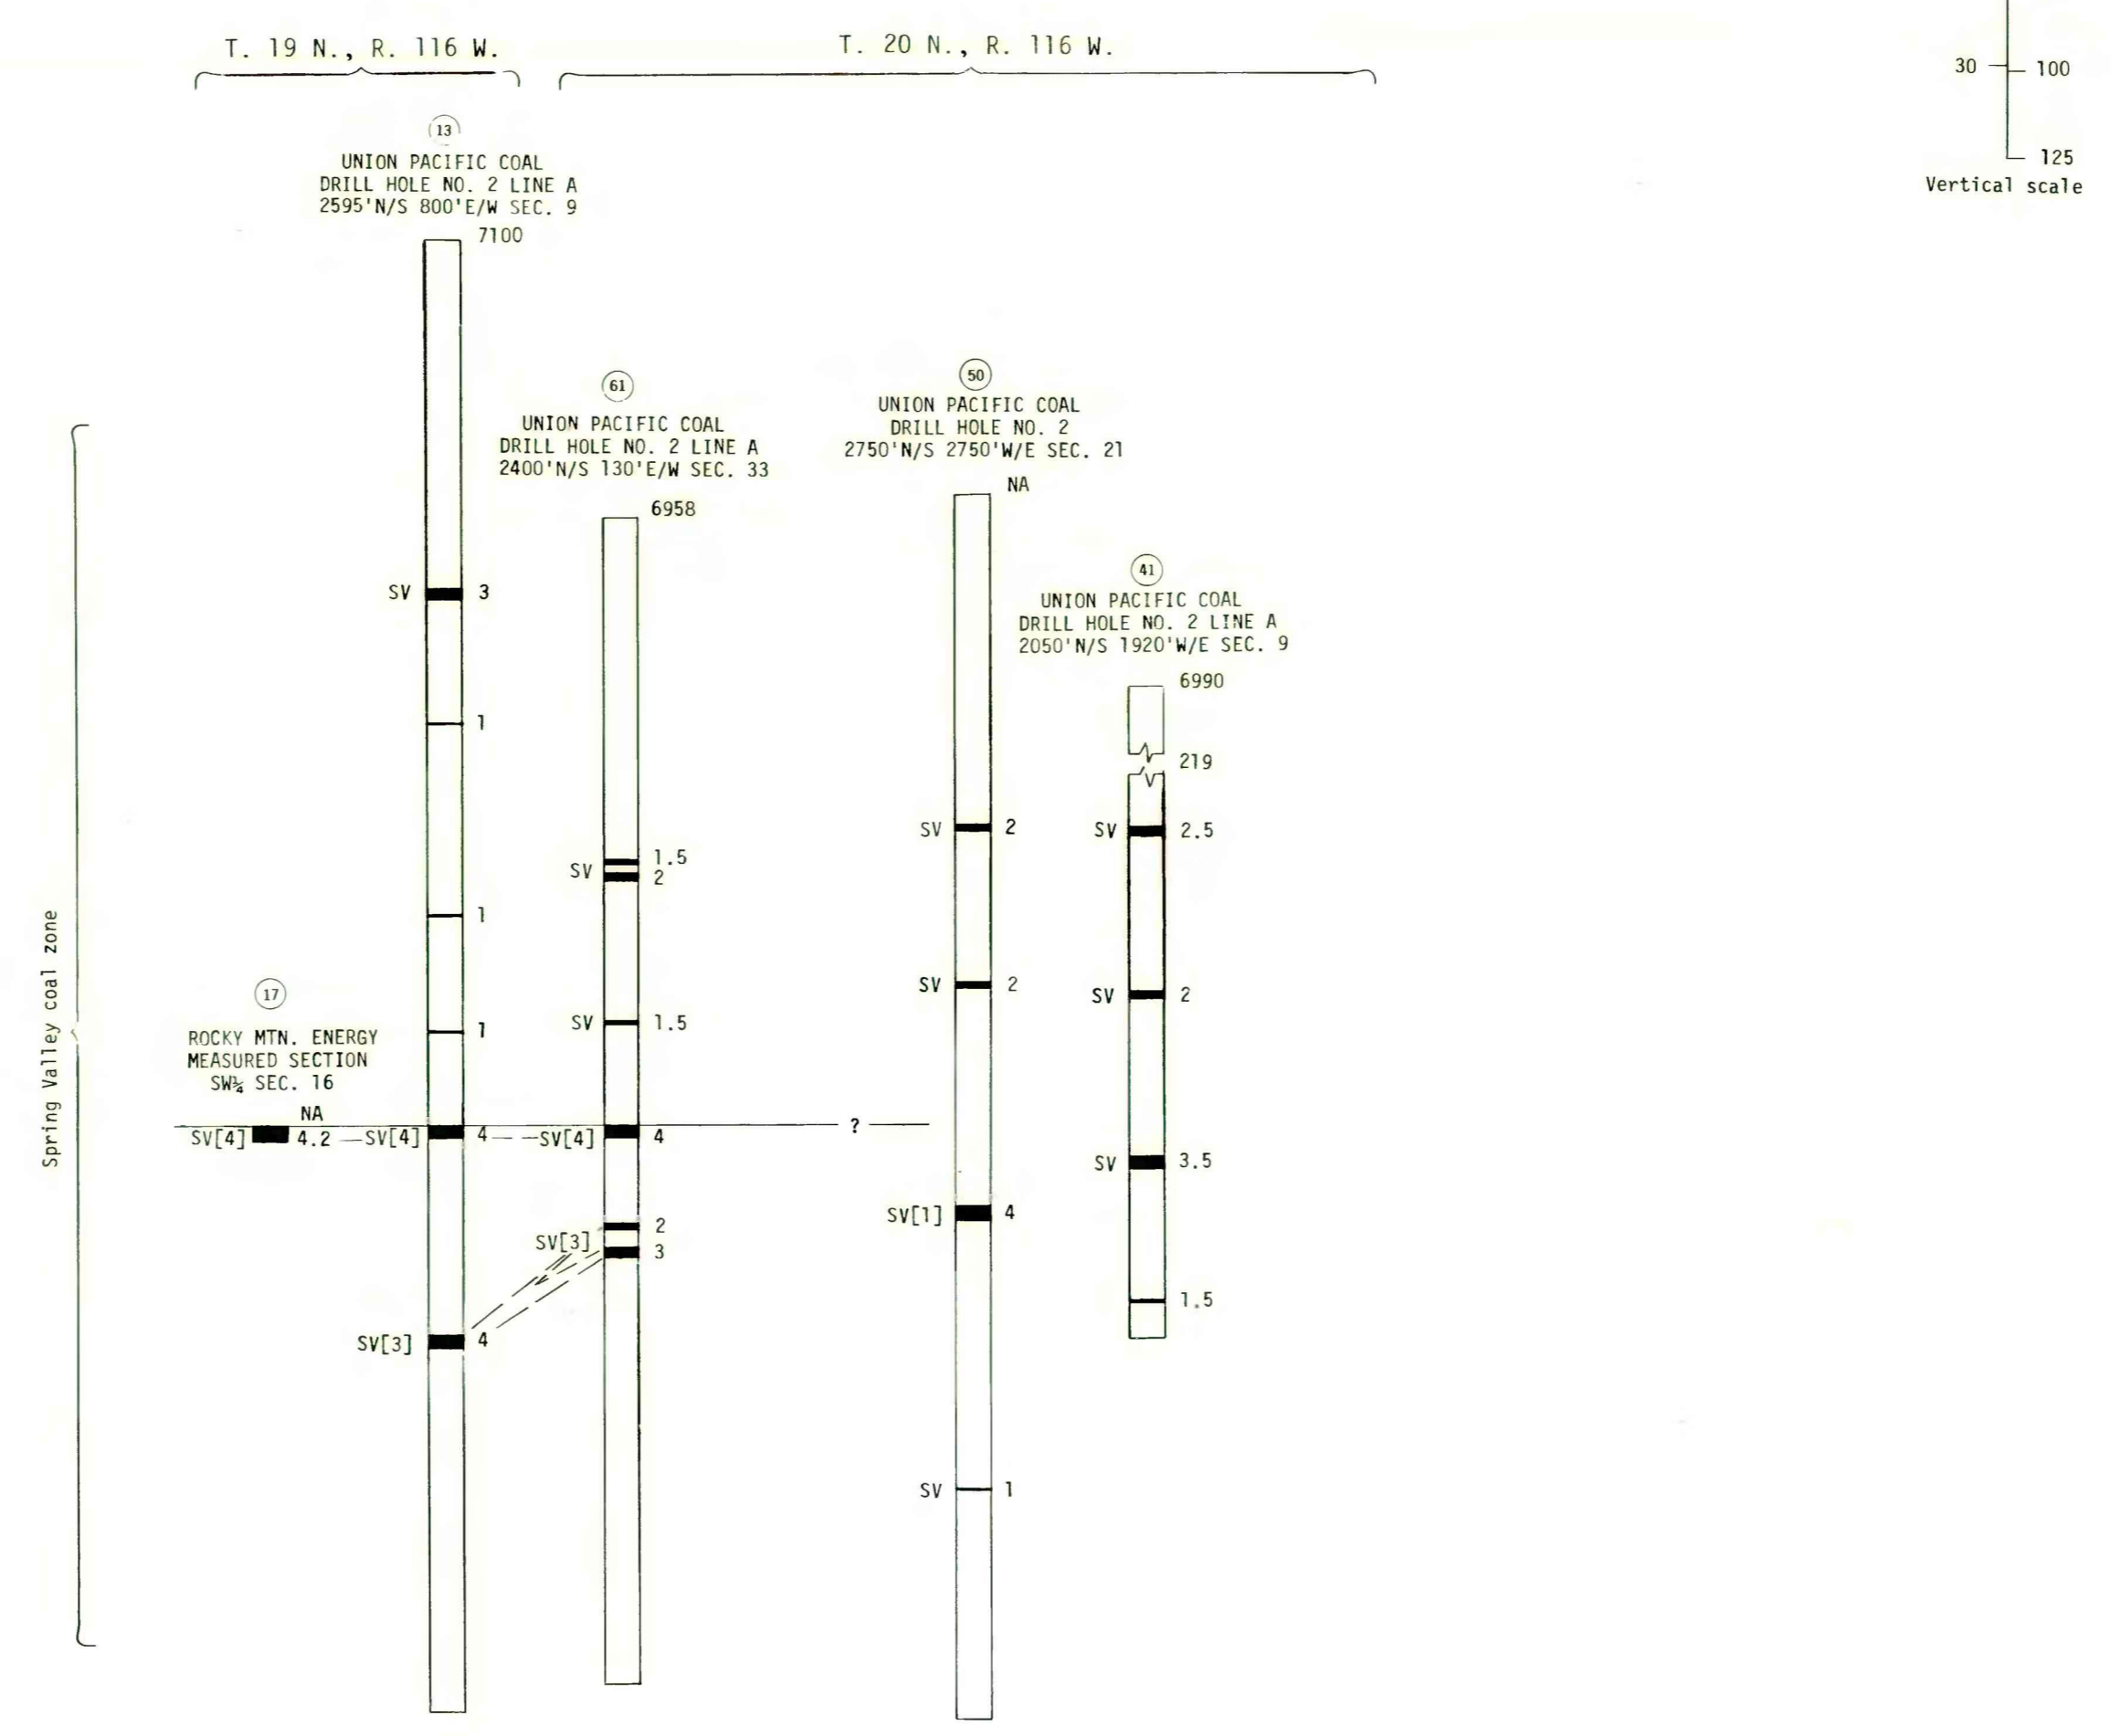 T. 19 N., R. 116 W.
T. 20 N., R. 116 W.
30
100
125
Vertical scale
13
UNION PACIFIC COAL
DRILL HOLE NO. 2 LINE A
2595'N/S 800'E/W SEC. 9
7100
SV 3
1
1
1
SV[4] 4
SV[3] 4
61
UNION PACIFIC COAL
DRILL HOLE NO. 2 LINE A
2400'N/S 130'E/W SEC. 33
6958
1.5
SV 2
SV 1.5
SV[4] 4
2
SV[3] 3
50
UNION PACIFIC COAL
DRILL HOLE NO. 2
2750'N/S 2750'W/E SEC. 21
NA
SV 2
SV 2
?
SV[1] 4
SV 1
41
UNION PACIFIC COAL
DRILL HOLE NO. 2 LINE A
2050'N/S 1920'W/E SEC. 9
6990
219
SV 2.5
SV 2
SV 3.5
1.5
17
ROCKY MTN. ENERGY
MEASURED SECTION
SW¼ SEC. 16
NA
SV[4] 4.2
Spring Valley coal zone